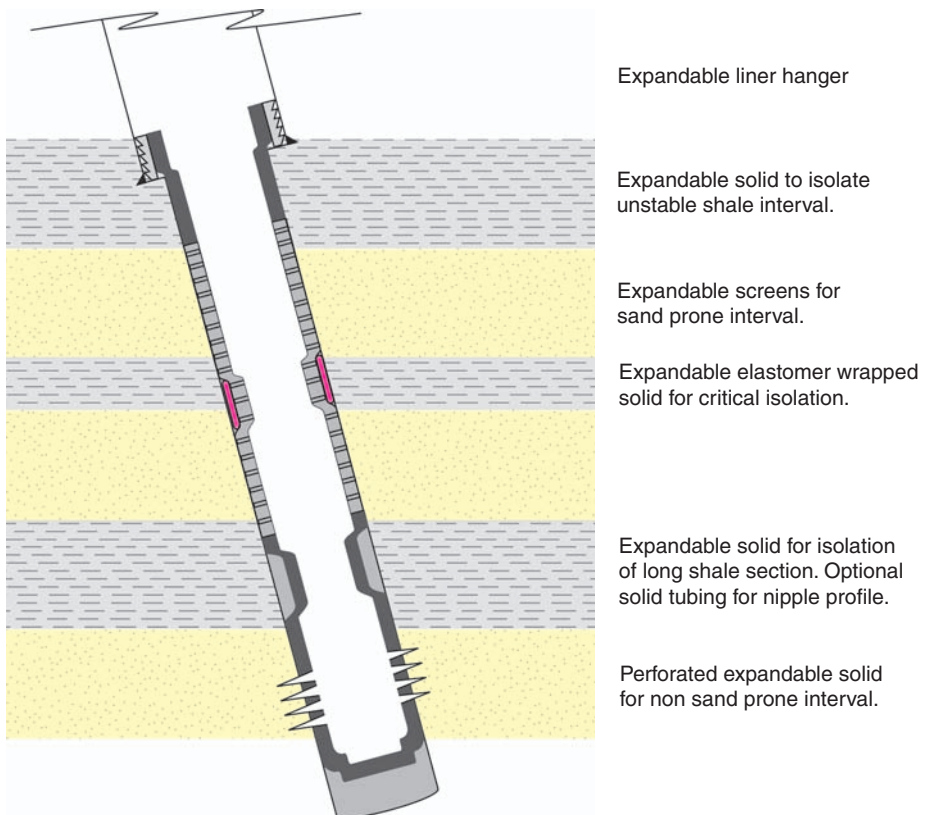 Expandable liner hanger
Expandable solid to isolate
unstable shale interval.
Expandable screens for
sand prone interval.
Expandable elastomer wrapped
solid for critical isolation.
Expandable solid for isolation
of long shale section. Optional
solid tubing for nipple profile.
Perforated expandable solid
for non sand prone interval.